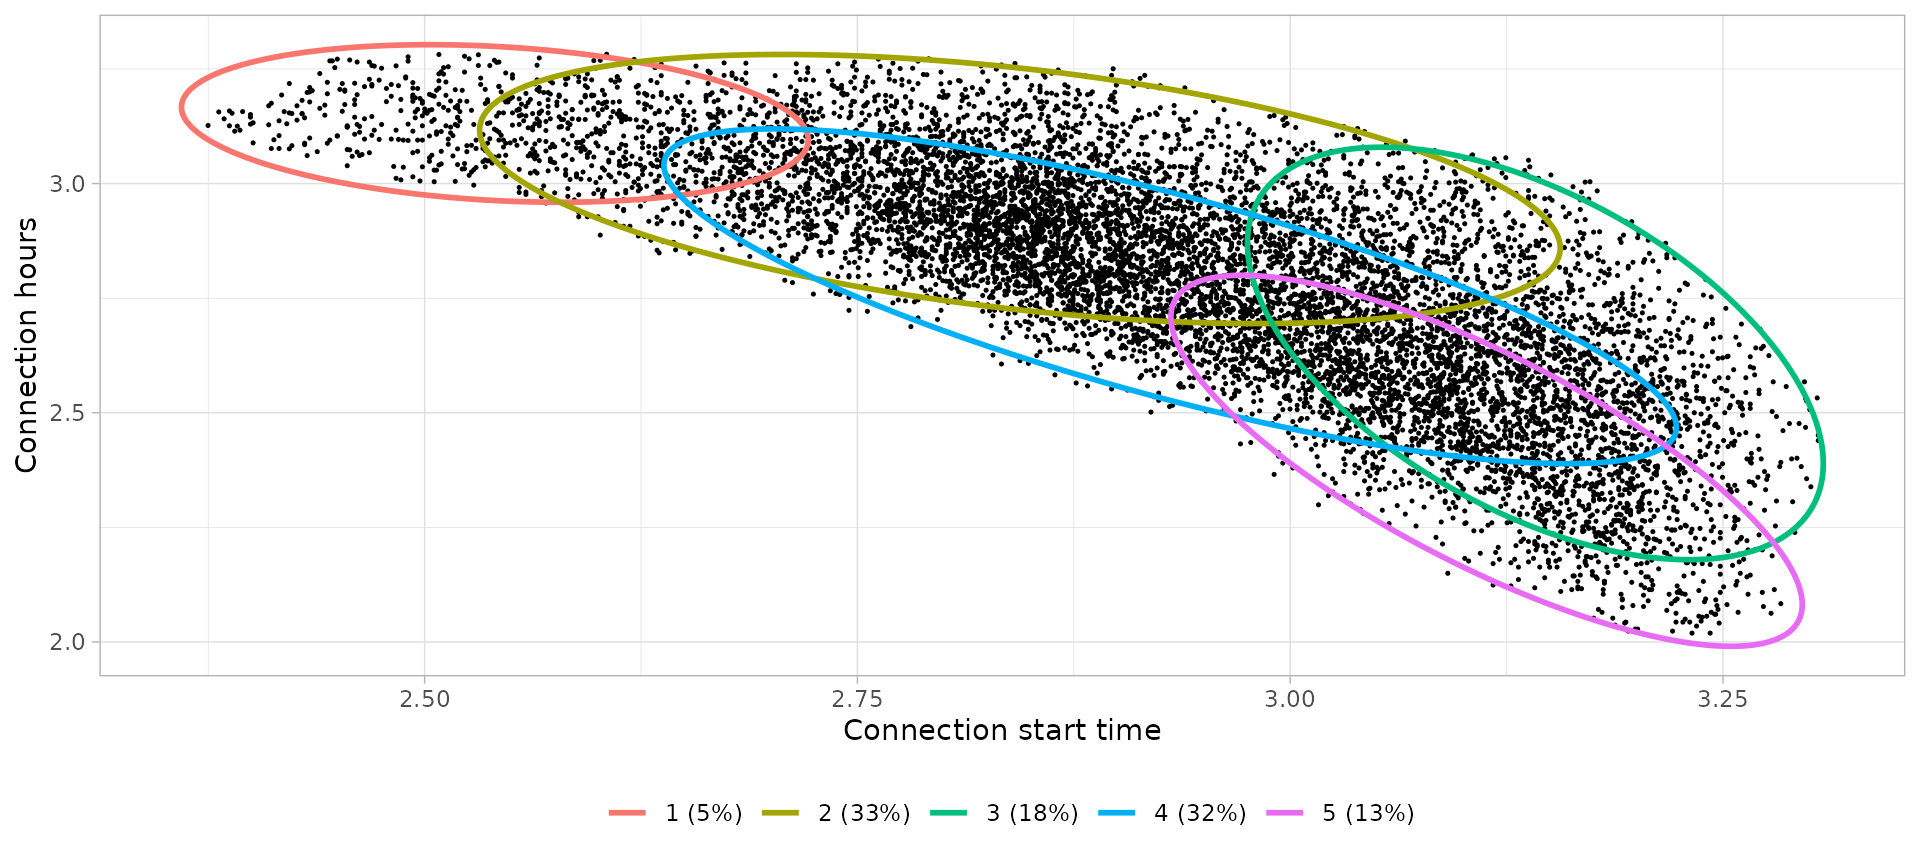 Connection hours
3.0
2.5
2.0
2.50 2.75 3.00 3.25
Connection start time
1 (5%) 2 (33%) 3 (18%) 4 (32%) 5 (13%)